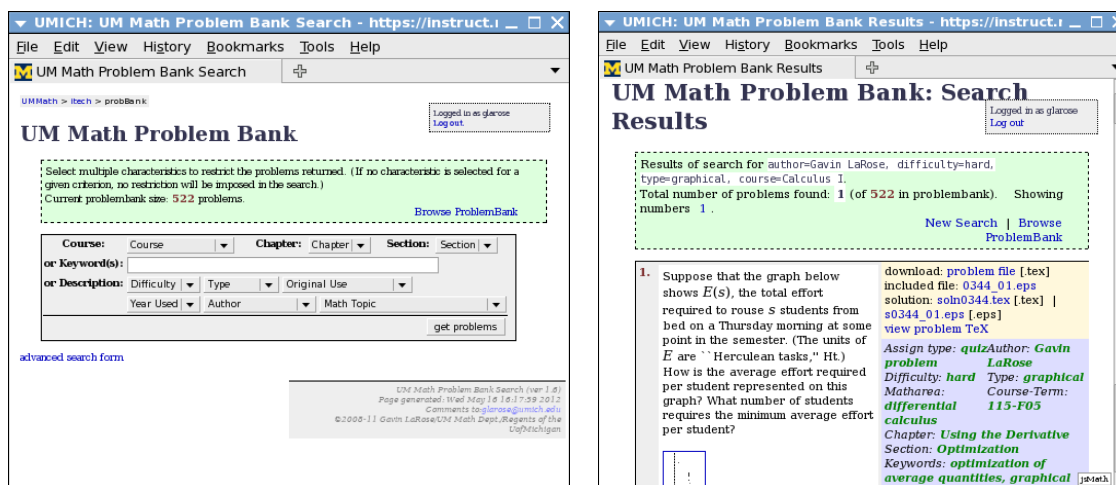 UMICH: UM Math Problem Bank Search - https://instruct.
File Edit View History Bookmarks Tools Help
UM Math Problem Bank Search
UMMath > itech > probBank
Logged in as glarose
Log out
UM Math Problem Bank
Select multiple characteristics to restrict the problems returned. (If no characteristic is selected for a
given criterion, no restriction will be imposed in the search.)
Current problembank size: 522 problems.
Browse ProblemBank
Course: Course Chapter: Chapter Section: Section
or Keyword(s):
or Description: Difficulty Type Original Use
Year Used Author Math Topic
get problems
advanced search form
UM Math Problem Bank Search (ver 1.6)
Page generated: Wed May 16 16:17:59 2012
Comments to:glarose@umich.edu
©2008-11 Gavin LaRose/UM Math Dept./Regents of the
UofMichigan
UMICH: UM Math Problem Bank Results - https://instruct.
File Edit View History Bookmarks Tools Help
UM Math Problem Bank Results
UM Math Problem Bank: Search
Results
Logged in as glarose
Log out
Results of search for author=Gavin LaRose, difficulty=hard,
type=graphical, course=Calculus I.
Total number of problems found: 1 (of 522 in problembank). Showing
numbers 1 .
New Search | Browse
ProblemBank
1. Suppose that the graph below
shows E(s), the total effort
required to rouse s students from
bed on a Thursday morning at some
point in the semester. (The units of
E are ``Herculean tasks,'' Ht.)
How is the average effort required
per student represented on this
graph? What number of students
requires the minimum average effort
per student?
download: problem file [.tex]
included file: 0344_01.eps
solution: soln0344.tex [.tex] |
s0344_01.eps [.eps]
view problem TeX
Assign type: quiz Author: Gavin
problem LaRose
Difficulty: hard Type: graphical
Matharea: Course-Term:
differential 115-F05
calculus
Chapter: Using the Derivative
Section: Optimization
Keywords: optimization of
average quantities, graphical
jsMath